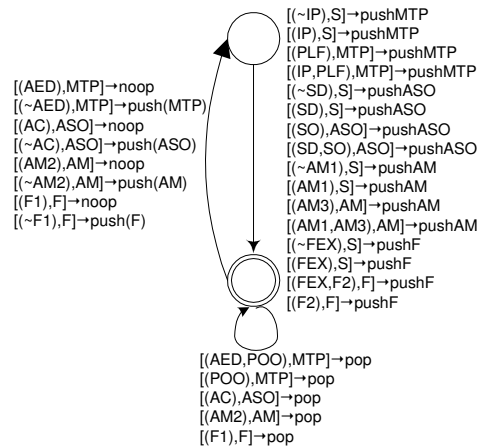 [(~IP),S]→pushMTP
[(IP),S]→pushMTP
[(PLF),MTP]→pushMTP
[(IP,PLF),MTP]→pushMTP
[(~SD),S]→pushASO
[(SD),S]→pushASO
[(SO),ASO]→pushASO
[(SD,SO),ASO]→pushASO
[(~AM1),S]→pushAM
[(AM1),S]→pushAM
[(AM3),AM]→pushAM
[(AM1,AM3),AM]→pushAM
[(~FEX),S]→pushF
[(FEX),S]→pushF
[(FEX,F2),F]→pushF
[(F2),F]→pushF
[(AED),MTP]→noop
[(~AED),MTP]→push(MTP)
[(AC),ASO]→noop
[(~AC),ASO]→push(ASO)
[(AM2),AM]→noop
[(~AM2),AM]→push(AM)
[(F1),F]→noop
[(~F1),F]→push(F)
[(AED,POO),MTP]→pop
[(POO),MTP]→pop
[(AC),ASO]→pop
[(AM2),AM]→pop
[(F1),F]→pop